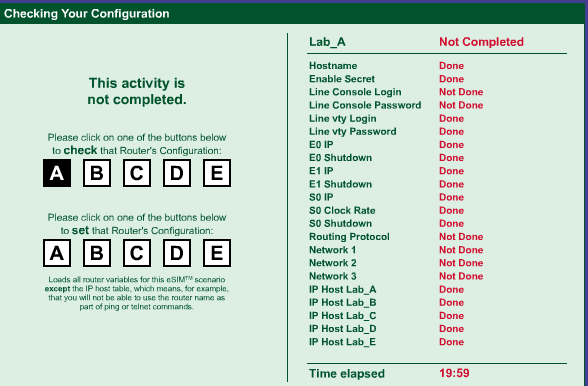 Checking Your Configuration
This activity is
not completed.
Please click on one of the buttons below
to check that Router's Configuration:
A B C D E
Please click on one of the buttons below
to set that Router's Configuration:
A B C D E
Loads all router variables for this eSIM™ scenario
except the IP host table, which means, for example,
that you will not be able to use the router name as
part of ping or telnet commands.
Lab_A Not Completed
Hostname Done
Enable Secret Done
Line Console Login Not Done
Line Console Password Not Done
Line vty Login Done
Line vty Password Done
E0 IP Done
E0 Shutdown Done
E1 IP Done
E1 Shutdown Done
S0 IP Done
S0 Clock Rate Done
S0 Shutdown Done
Routing Protocol Not Done
Network 1 Not Done
Network 2 Not Done
Network 3 Not Done
IP Host Lab_A Done
IP Host Lab_B Done
IP Host Lab_C Done
IP Host Lab_D Done
IP Host Lab_E Done
Time elapsed 19:59